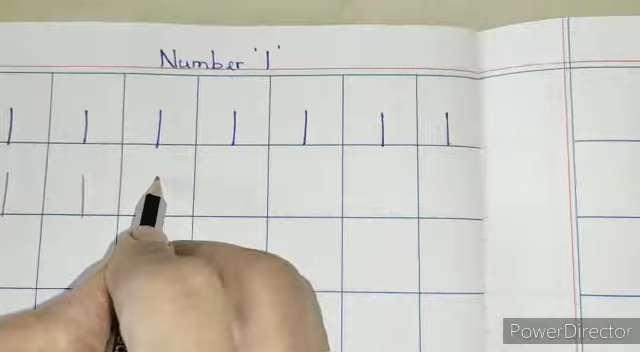 Number '1'
1 1 1 1 1 1 1
1 1
PowerDirector